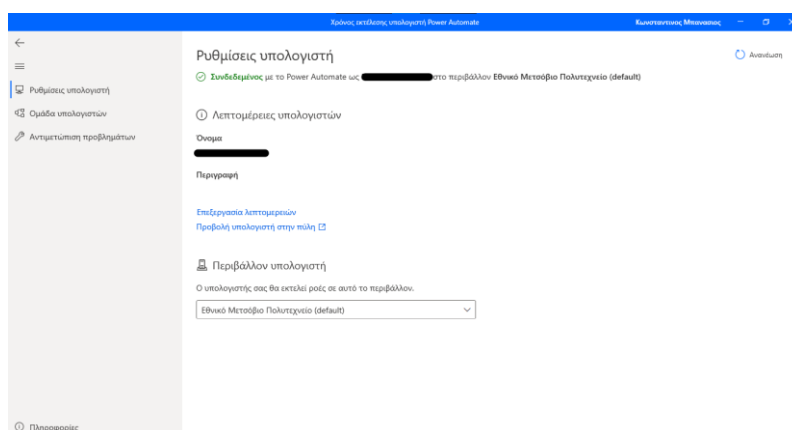 Χρόνος εκτέλεσης υπολογιστή Power Automate
Κωνσταντινος Μπανασιος
Ρυθμίσεις υπολογιστή
Ομάδα υπολογιστών
Αντιμετώπιση προβλημάτων
Πληροφορίες
Ρυθμίσεις υπολογιστή
Ανανέωση
Συνδεδεμένος με το Power Automate ως στο περιβάλλον Εθνικό Μετσόβιο Πολυτεχνείο (default)
Λεπτομέρειες υπολογιστών
Όνομα
Περιγραφή
Επεξεργασία λεπτομερειών
Προβολή υπολογιστή στην πύλη
Περιβάλλον υπολογιστή
Ο υπολογιστής σας θα εκτελεί ροές σε αυτό το περιβάλλον.
Εθνικό Μετσόβιο Πολυτεχνείο (default)